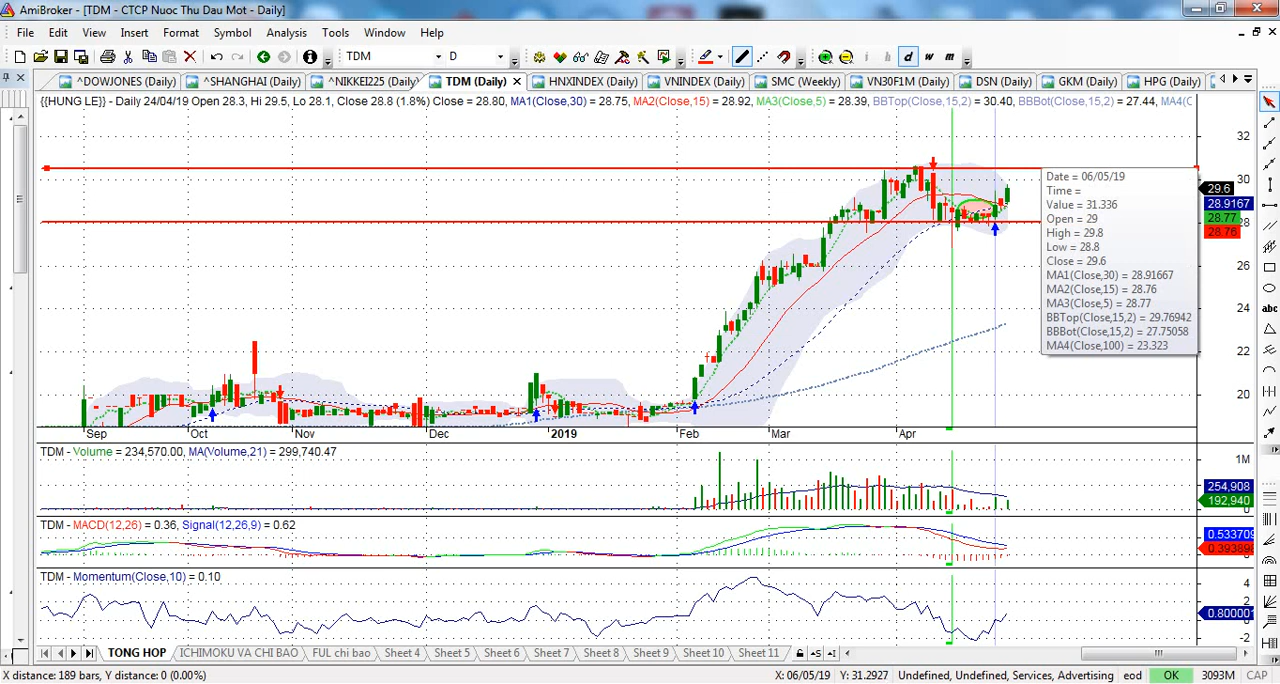 AmiBroker - [TDM - CTCP Nuoc Thu Dau Mot - Daily]
File Edit View Insert Format Symbol Analysis Tools Window Help
TDM D i h d w m
^DOWJONES (Daily) ^SHANGHAI (Daily) ^NIKKEI225 (Daily) TDM (Daily) HNXINDEX (Daily) VNINDEX (Daily) SMC (Weekly) VN30F1M (Daily) DSN (Daily) GKM (Daily) HPG (Daily)
{{HUNG LE}} - Daily 24/04/19 Open 28.3, Hi 29.5, Lo 28.1, Close 28.8 (1.8%) Close = 28.80, MA1(Close,30) = 28.75, MA2(Close,15) = 28.92, MA3(Close,5) = 28.39, BBTop(Close,15,2) = 30.40, BBBot(Close,15,2) = 27.44, MA4(C
32
30
29.6
28.9167
28.77
28
28.76
26
24
22
20
Date = 06/05/19
Time =
Value = 31.336
Open = 29
High = 29.8
Low = 28.8
Close = 29.6
MA1(Close,30) = 28.91667
MA2(Close,15) = 28.76
MA3(Close,5) = 28.77
BBTop(Close,15,2) = 29.76942
BBBot(Close,15,2) = 27.75058
MA4(Close,100) = 23.323
abc
Sep Oct Nov Dec 2019 Feb Mar Apr
TDM - Volume = 234,570.00, MA(Volume,21) = 299,740.47
1M
254,908
192,940
TDM - MACD(12,26) = 0.36, Signal(12,26,9) = 0.62
0.533709
TDM - Momentum(Close,10) = 0.10
4
2
0.800001
-2
TONG HOP ICHIMOKU VA CHI BAO FUL chi bao Sheet 4 Sheet 5 Sheet 6 Sheet 7 Sheet 8 Sheet 9 Sheet 10 Sheet 11
X distance: 189 bars, Y distance: 0 (0.00%) X: 06/05/19 Y: 31.2927 Undefined, Undefined, Services, Advertising eod OK 3093M CAP